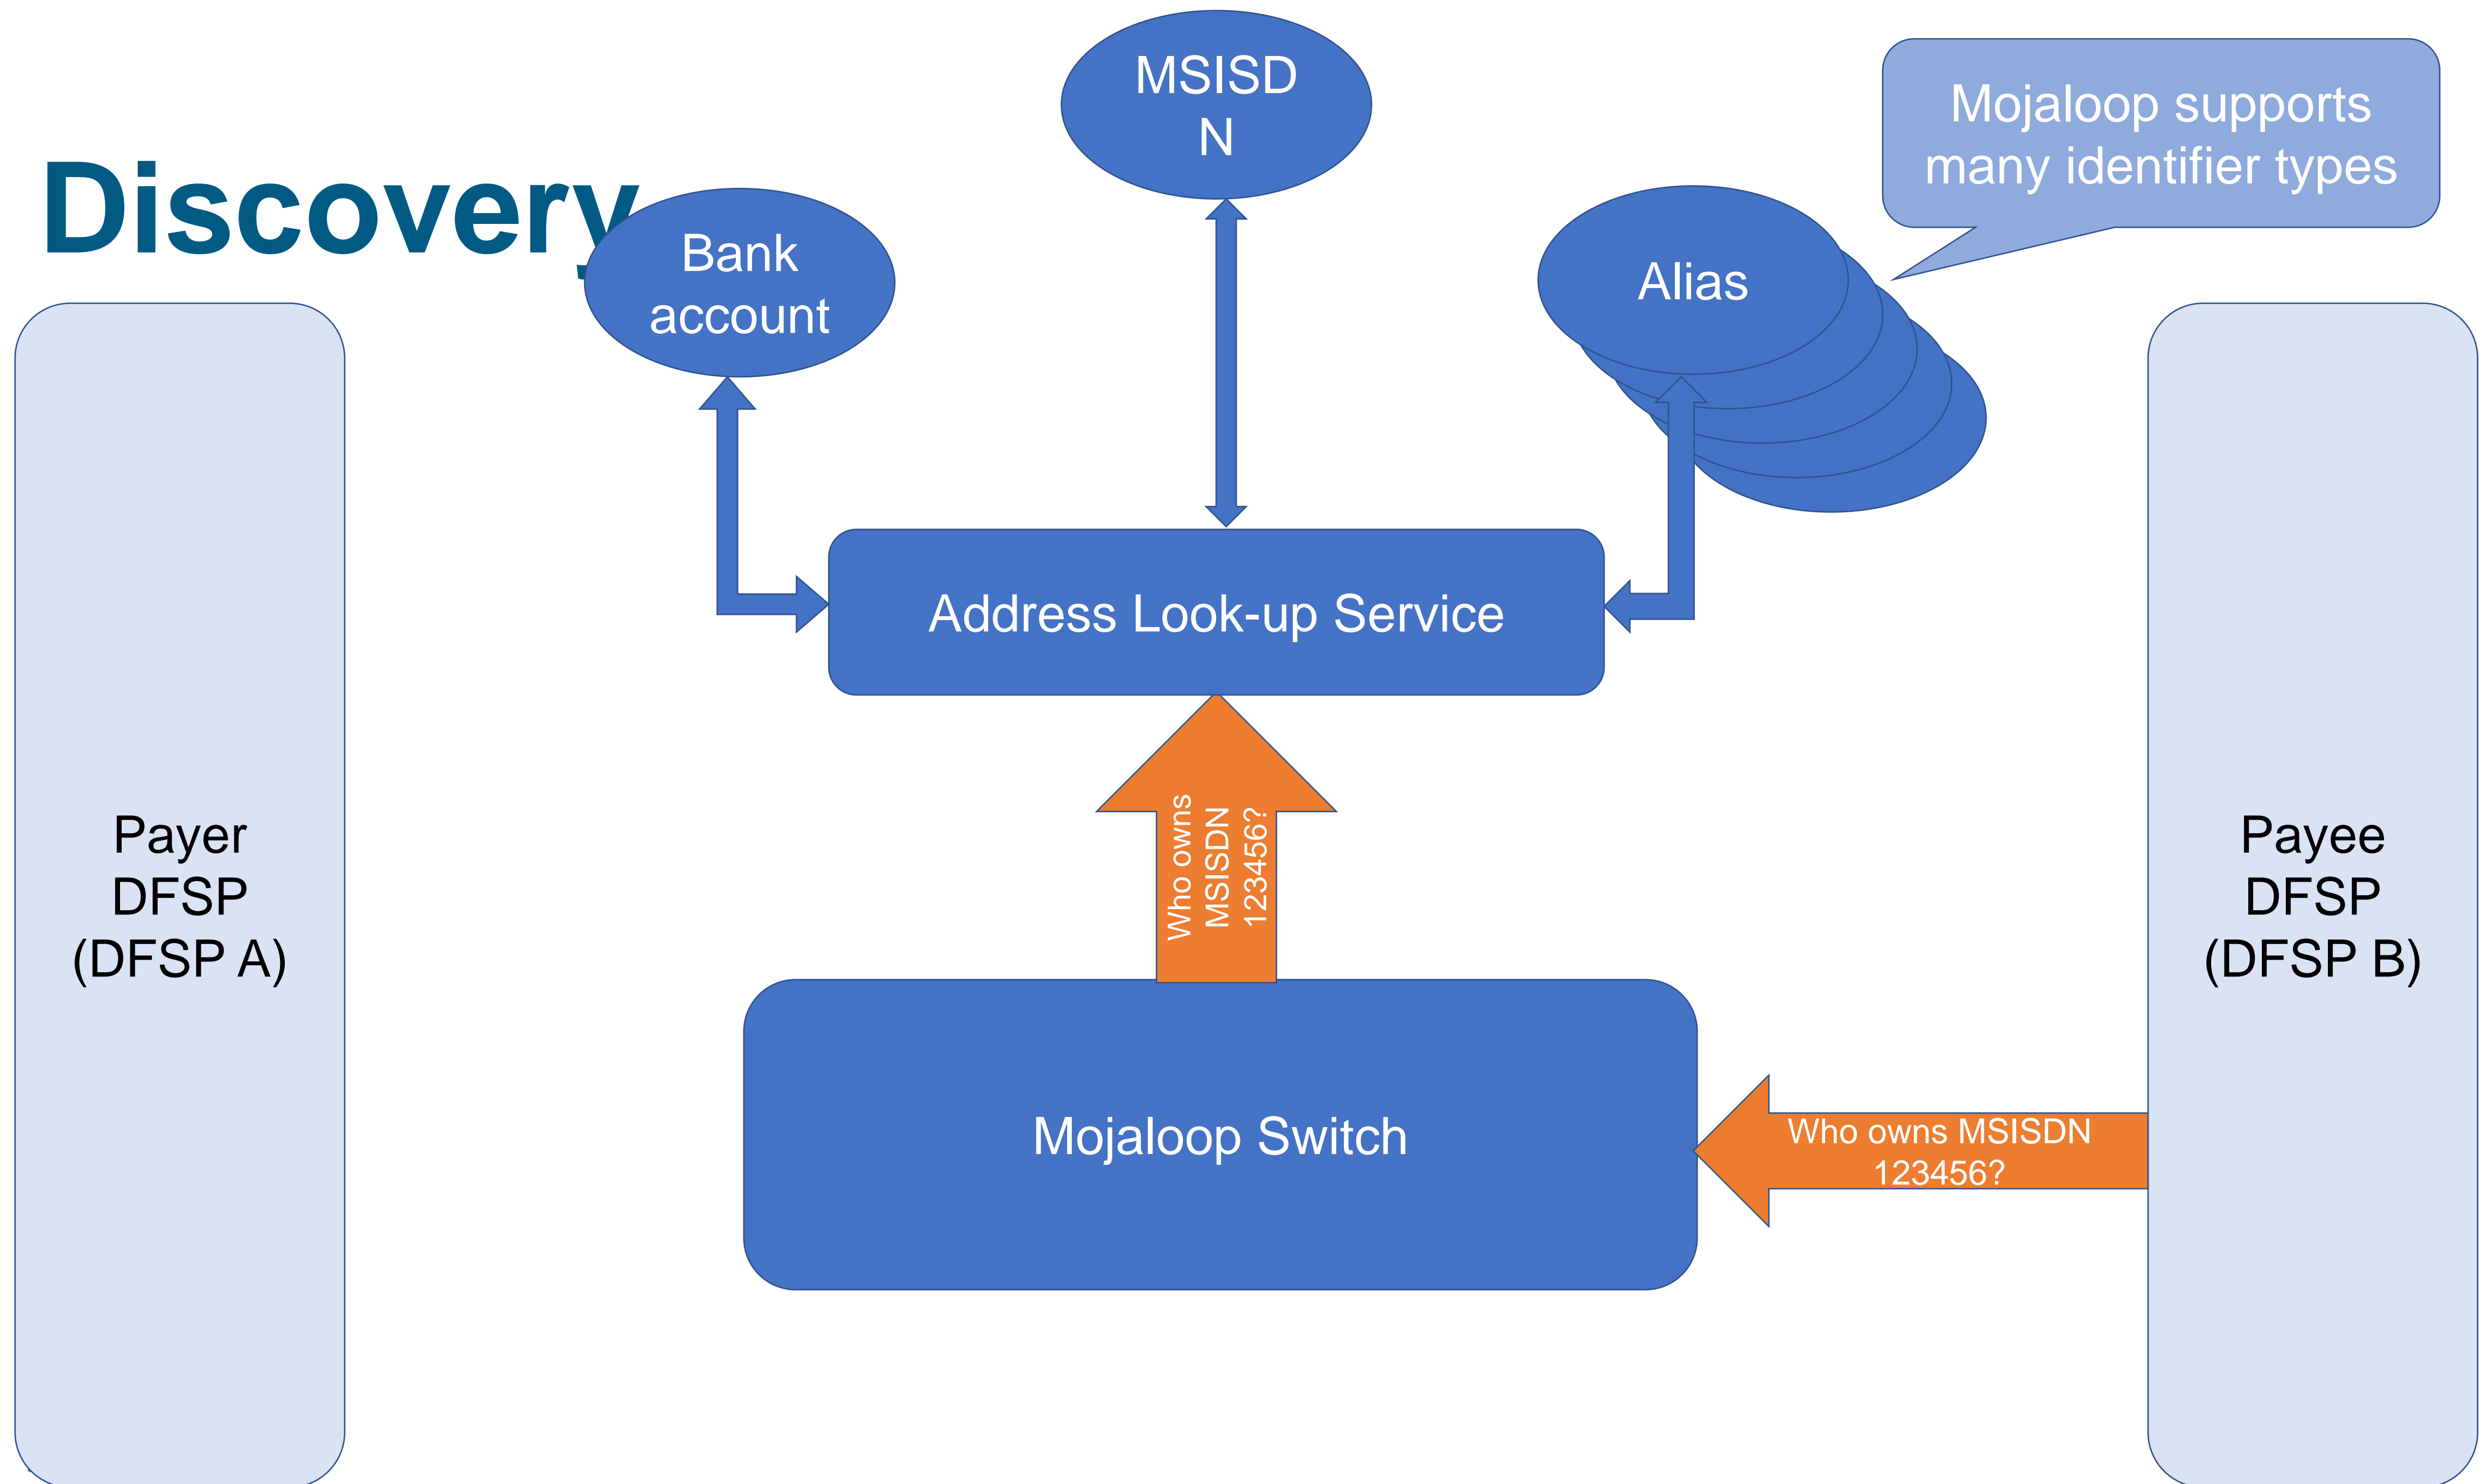 Discovery
MSISD
N
Mojaloop supports
many identifier types
Bank
account
Alias
Address Look-up Service
Who owns
MSISDN
123456?
Payer
DFSP
(DFSP A)
Payee
DFSP
(DFSP B)
Mojaloop Switch
Who owns MSISDN
123456?